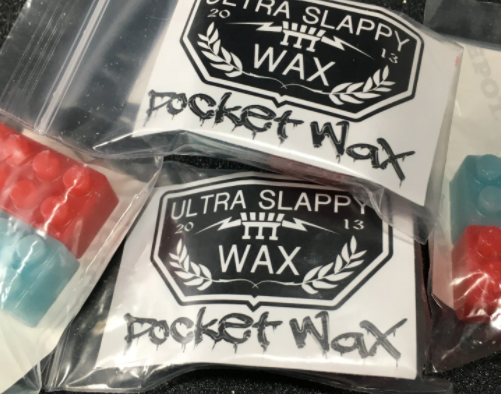 ULTRA SLAPPY
20 13
WAX
Pocket Wax
ULTRA SLAPPY
20 13
WAX
Pocket Wax